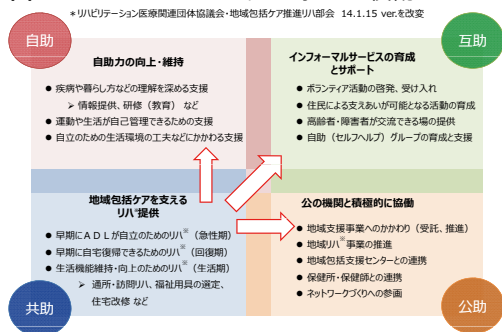 ＊リハビリテーション医療関連団体協議会・地域包括ケア推進リハ部会　14.1.15 ver.を改変
自助
互助
自助力の向上・維持
● 疾病や暮らし方などの理解を深める支援
➢ 情報提供、研修（教育）など
● 運動や生活が自己管理できるための支援
● 自立のための生活環境の工夫などにかかわる支援
インフォーマルサービスの育成
とサポート
● ボランティア活動の啓発、受け入れ
● 住民による支えあいが可能となる活動の育成
● 高齢者・障害者が交流できる場の提供
● 自助（セルフヘルプ）グループの育成と支援
地域包括ケアを支える
リハ※提供
● 早期にＡＤＬが自立のためのリハ※（急性期）
● 早期に自宅復帰できるためのリハ※（回復期）
● 生活機能維持・向上のためのリハ※（生活期）
➢ 通所・訪問リハ、福祉用具の選定、
住宅改修 など
公の機関と積極的に協働
● 地域支援事業へのかかわり（受託、推進）
● 地域リハ※事業の推進
● 地域包括支援センターとの連携
● 保健所・保健師との連携
● ネットワークづくりへの参画
共助
公助